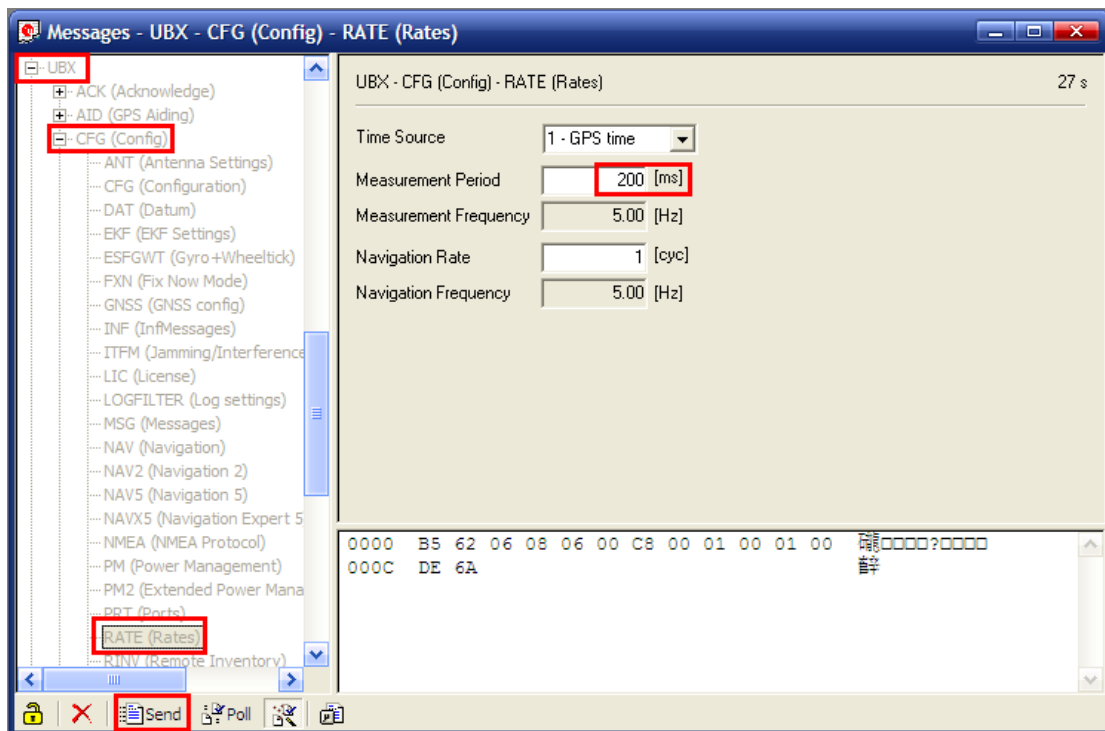 Messages - UBX - CFG (Config) - RATE (Rates)
UBX
ACK (Acknowledge)
AID (GPS Aiding)
CFG (Config)
ANT (Antenna Settings)
CFG (Configuration)
DAT (Datum)
EKF (EKF Settings)
ESFGWT (Gyro+Wheeltick)
FXN (Fix Now Mode)
GNSS (GNSS config)
INF (InfMessages)
ITFM (Jamming/Interference
LIC (License)
LOGFILTER (Log settings)
MSG (Messages)
NAV (Navigation)
NAV2 (Navigation 2)
NAV5 (Navigation 5)
NAVX5 (Navigation Expert 5
NMEA (NMEA Protocol)
PM (Power Management)
PM2 (Extended Power Mana
PRT (Ports)
RATE (Rates)
RINV (Remote Inventory)
UBX - CFG (Config) - RATE (Rates) 27 s
Time Source 1 - GPS time
Measurement Period 200 [ms]
Measurement Frequency 5.00 [Hz]
Navigation Rate 1 [cyc]
Navigation Frequency 5.00 [Hz]
0000 B5 62 06 08 06 00 C8 00 01 00 01 00 □□□□?□□□□
000C DE 6A
Send Poll